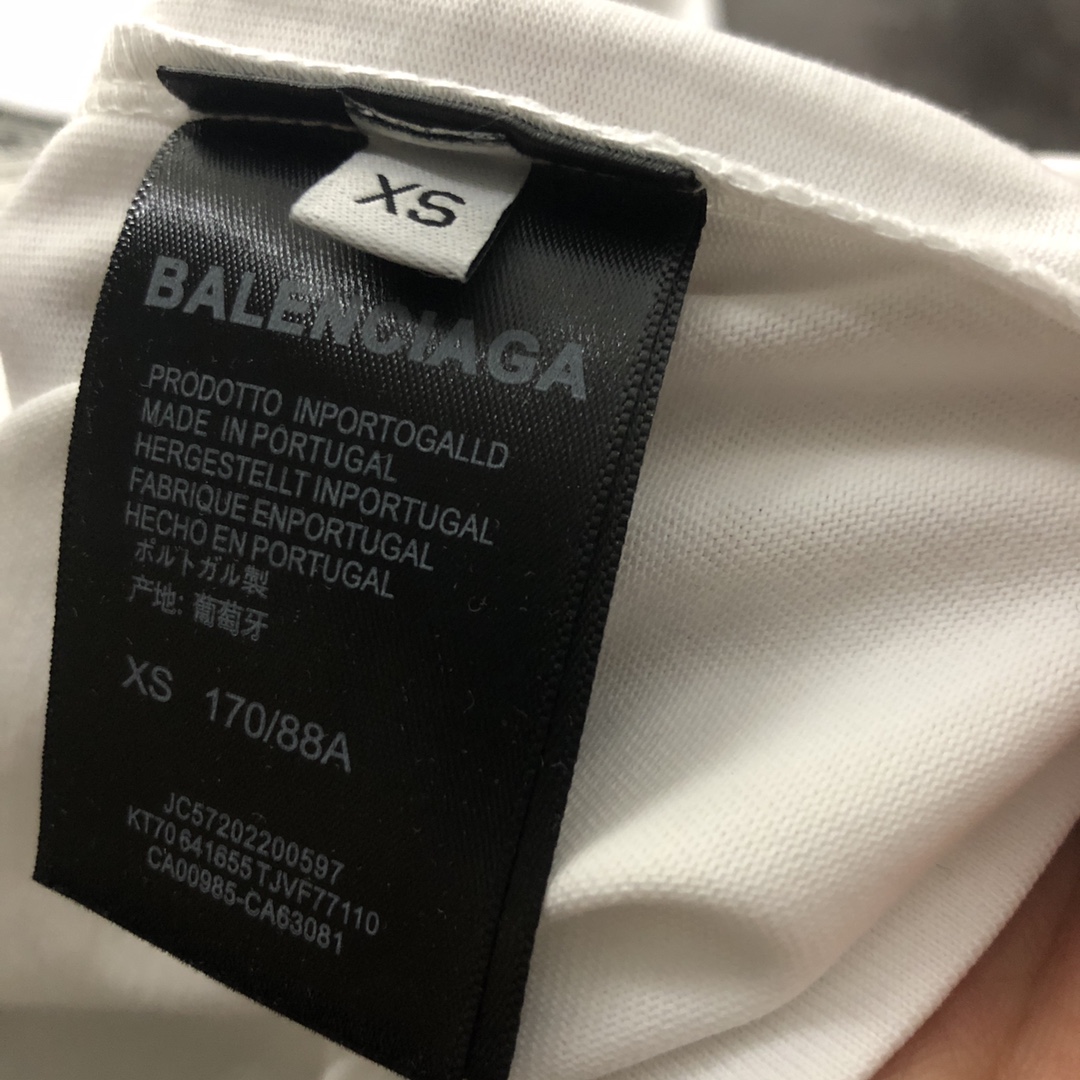 XS
BALENCIAGA
PRODOTTO INPORTOGALLD
MADE IN PORTUGAL
HERGESTELLT INPORTUGAL
FABRIQUE ENPORTUGAL
HECHO EN PORTUGAL
ポルトガル製
产地: 葡萄牙
XS 170/88A
JC57202200597
KT70 641655 TJVF77110
CA00985-CA63081